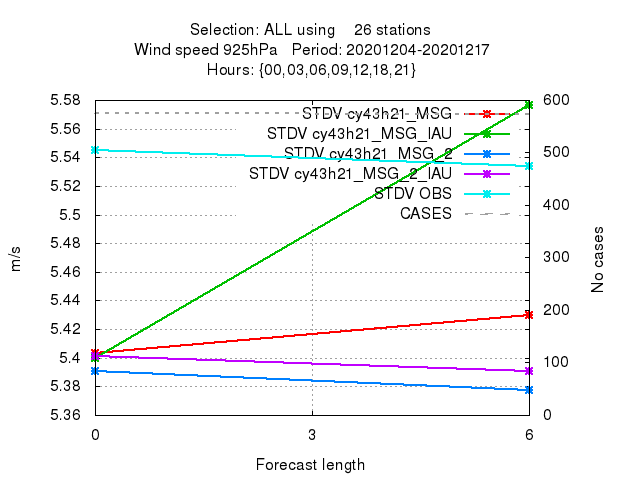 Selection: ALL using    26 stations
Wind speed 925hPa   Period: 20201204-20201217
Hours: {00,03,06,09,12,18,21}
5.58
5.56
5.54
5.52
5.5
5.48
5.46
5.44
5.42
5.4
5.38
5.36
m/s
STDV cy43h21_MSG
STDV cy43h21_MSG_IAU
STDV cy43h21_MSG_2
STDV cy43h21_MSG_2_IAU
STDV OBS
CASES
600
500
400
300
200
100
0
No cases
0 3 6
Forecast length